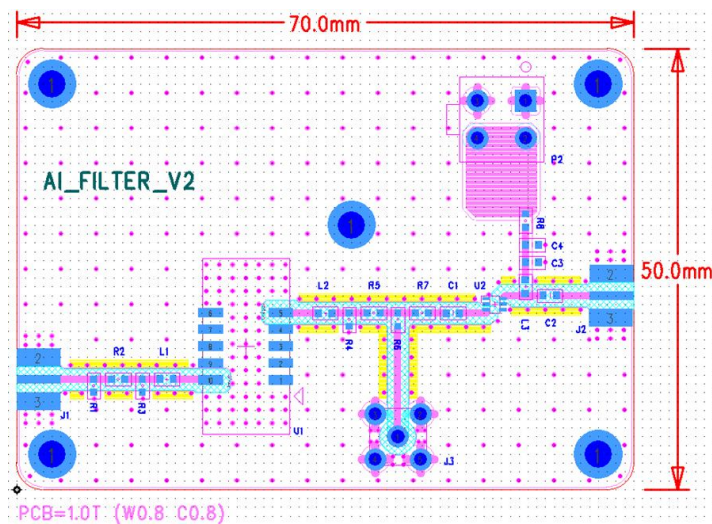 70.0mm
1
1
AI_FILTER_V2
1
R8
C4
C3
50.0mm
L2
R5
R7
C1
U2
2
R4
R6
L3
C2
3
J2
5
R2
L1
2
1
3
J1
R1
R3
U1
1
J3
1
PCB=1.0T (W0.8 C0.8)